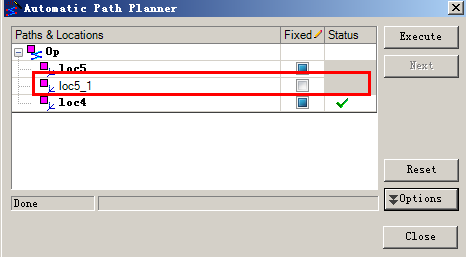 Automatic Path Planner
Paths & Locations Fixed Status
Execute
Op
loc5
Next
loc5_1
loc4
Reset
Done
Options
Close